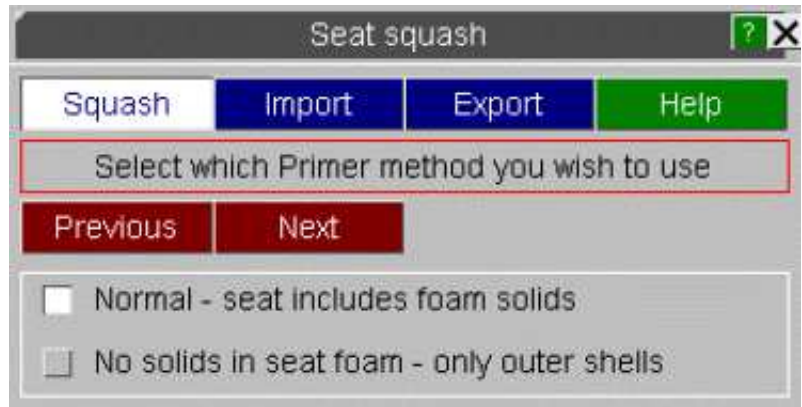 Seat squash ? X
Squash Import Export Help
Select which Primer method you wish to use
Previous Next
Normal - seat includes foam solids
No solids in seat foam - only outer shells